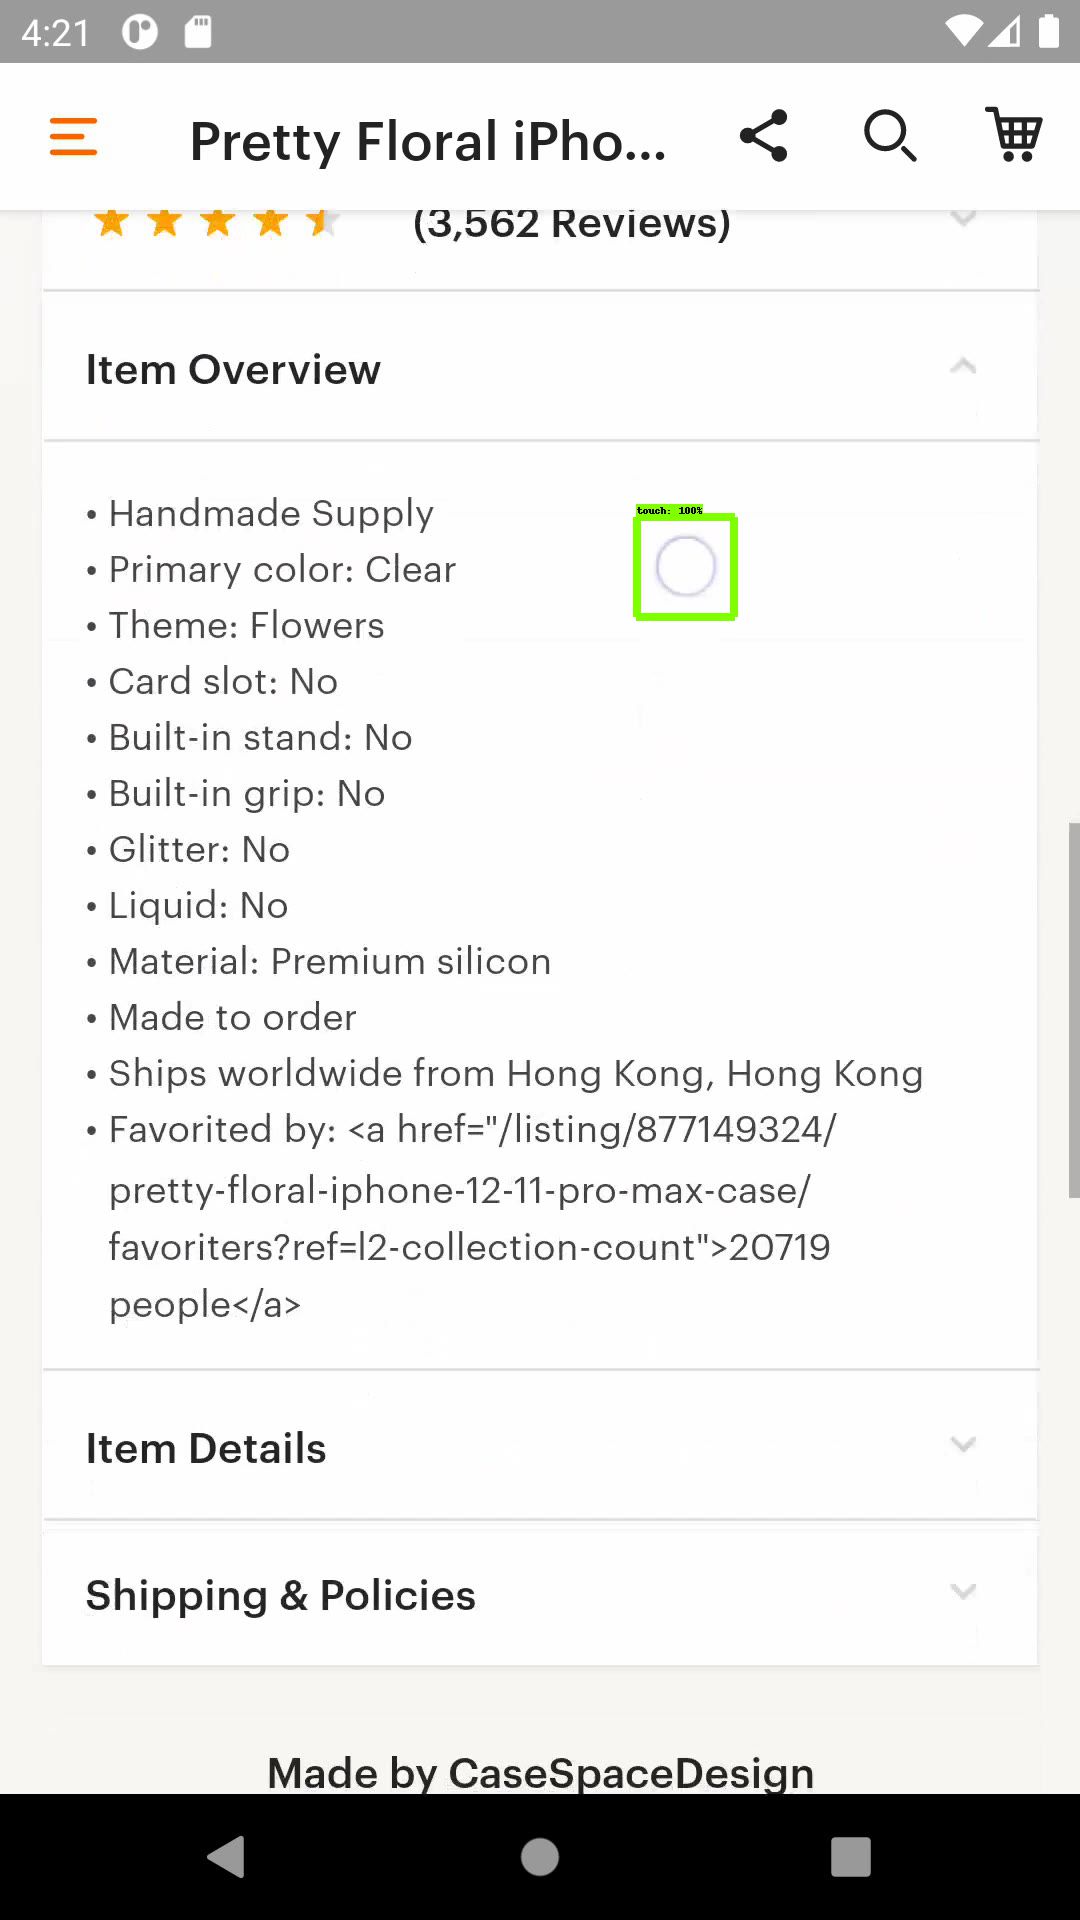 4:21
Pretty Floral iPho...
(3,562 Reviews)
Item Overview
• Handmade Supply
touch: 100%
• Primary color: Clear
• Theme: Flowers
• Card slot: No
• Built-in stand: No
• Built-in grip: No
• Glitter: No
• Liquid: No
• Material: Premium silicon
• Made to order
• Ships worldwide from Hong Kong, Hong Kong
• Favorited by: <a href="/listing/877149324/
pretty-floral-iphone-12-11-pro-max-case/
favoriters?ref=l2-collection-count">20719
people</a>
Item Details
Shipping & Policies
Made by CaseSpaceDesign